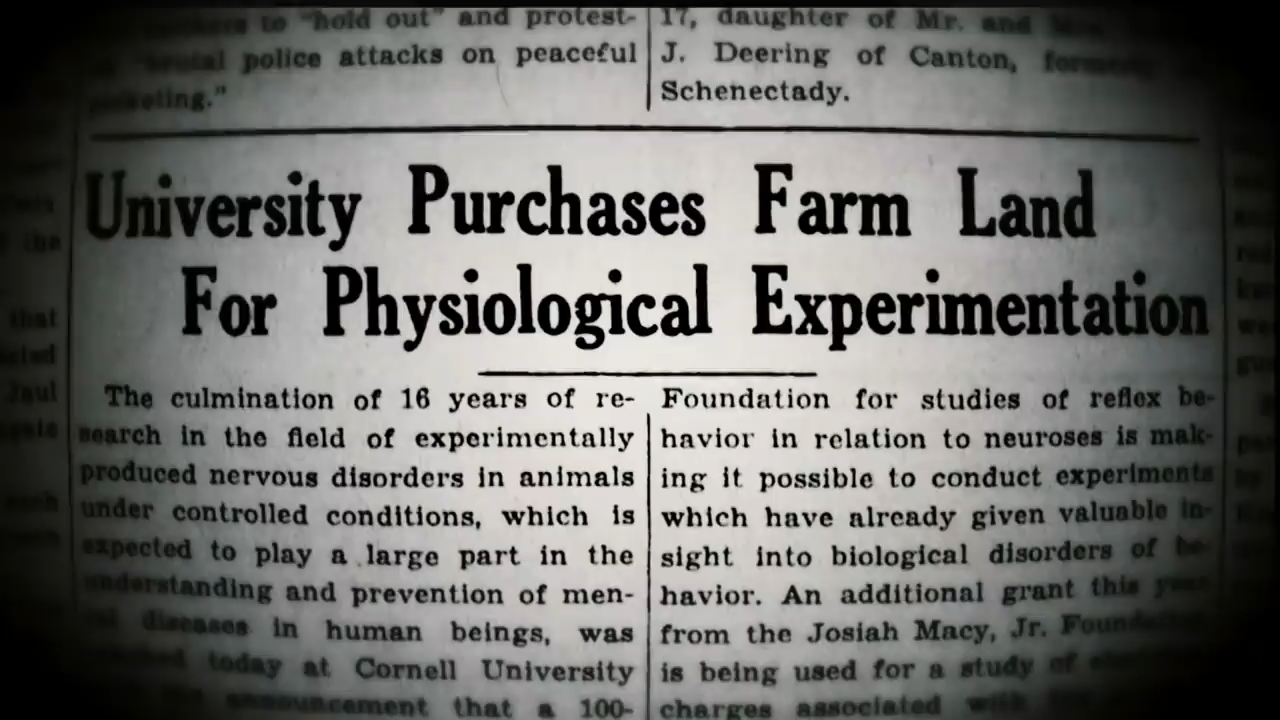 to "hold out" and protest-
police attacks on peaceful
17, daughter of Mr. and
J. Deering of Canton,
Schenectady.
University Purchases Farm Land
For Physiological Experimentation
The culmination of 16 years of re-
search in the field of experimentally
produced nervous disorders in animals
under controlled conditions, which is
expected to play a large part in the
understanding and prevention of men-
diseases in human beings, was
today at Cornell University
announcement that a 100-
Foundation for studies of reflex be-
havior in relation to neuroses is mak-
ing it possible to conduct experiments
which have already given valuable in-
sight into biological disorders of be-
havior. An additional grant this year
from the Josiah Macy, Jr. Foundation
is being used for a study of
charges associated with
that